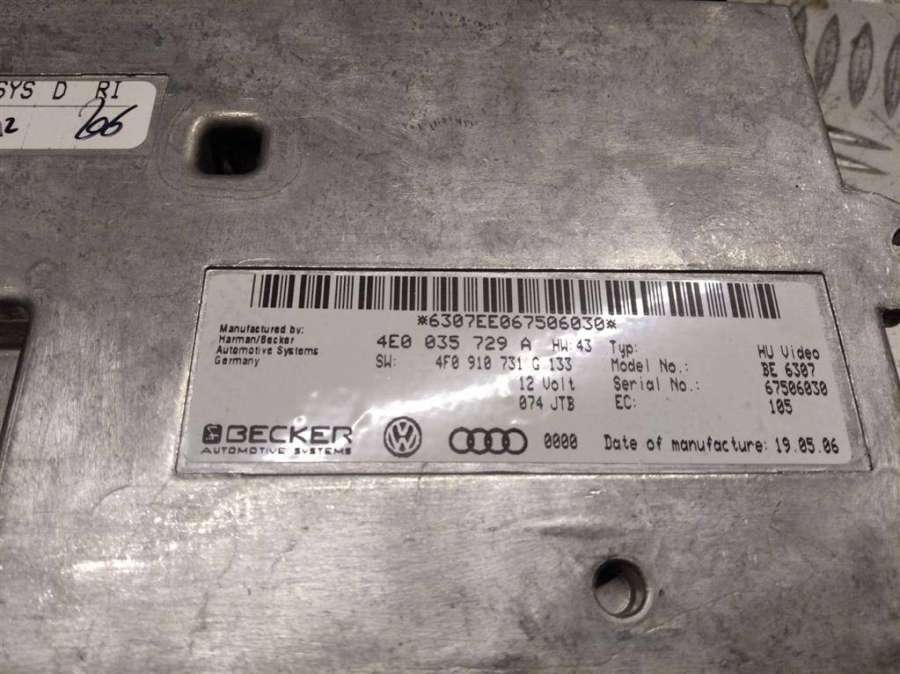 SYS D RI
206
*6307EE067506030*
Manufactured by:
Harman/Becker
Automotive Systems
Germany
4E0 035 729 A HW: 43
SW: 4F0 910 731 G 133
12 Volt
074 JTB
Typ: HU Video
Model No.: BE 6307
Serial No.: 67506030
EC: 105
BECKER
AUTOMOTIVE SYSTEMS
0000 Date of manufacture: 19.05.06